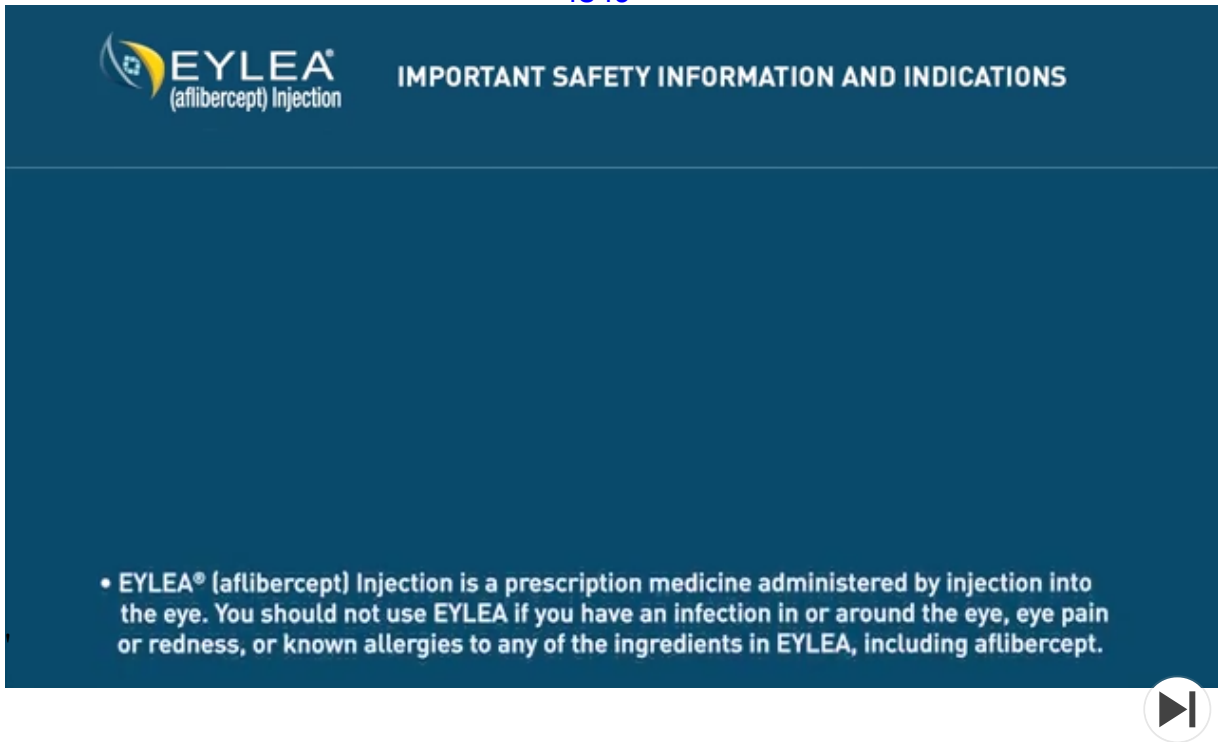 EYLEA®
(aflibercept) Injection
IMPORTANT SAFETY INFORMATION AND INDICATIONS
• EYLEA® (aflibercept) Injection is a prescription medicine administered by injection into
the eye. You should not use EYLEA if you have an infection in or around the eye, eye pain
or redness, or known allergies to any of the ingredients in EYLEA, including aflibercept.